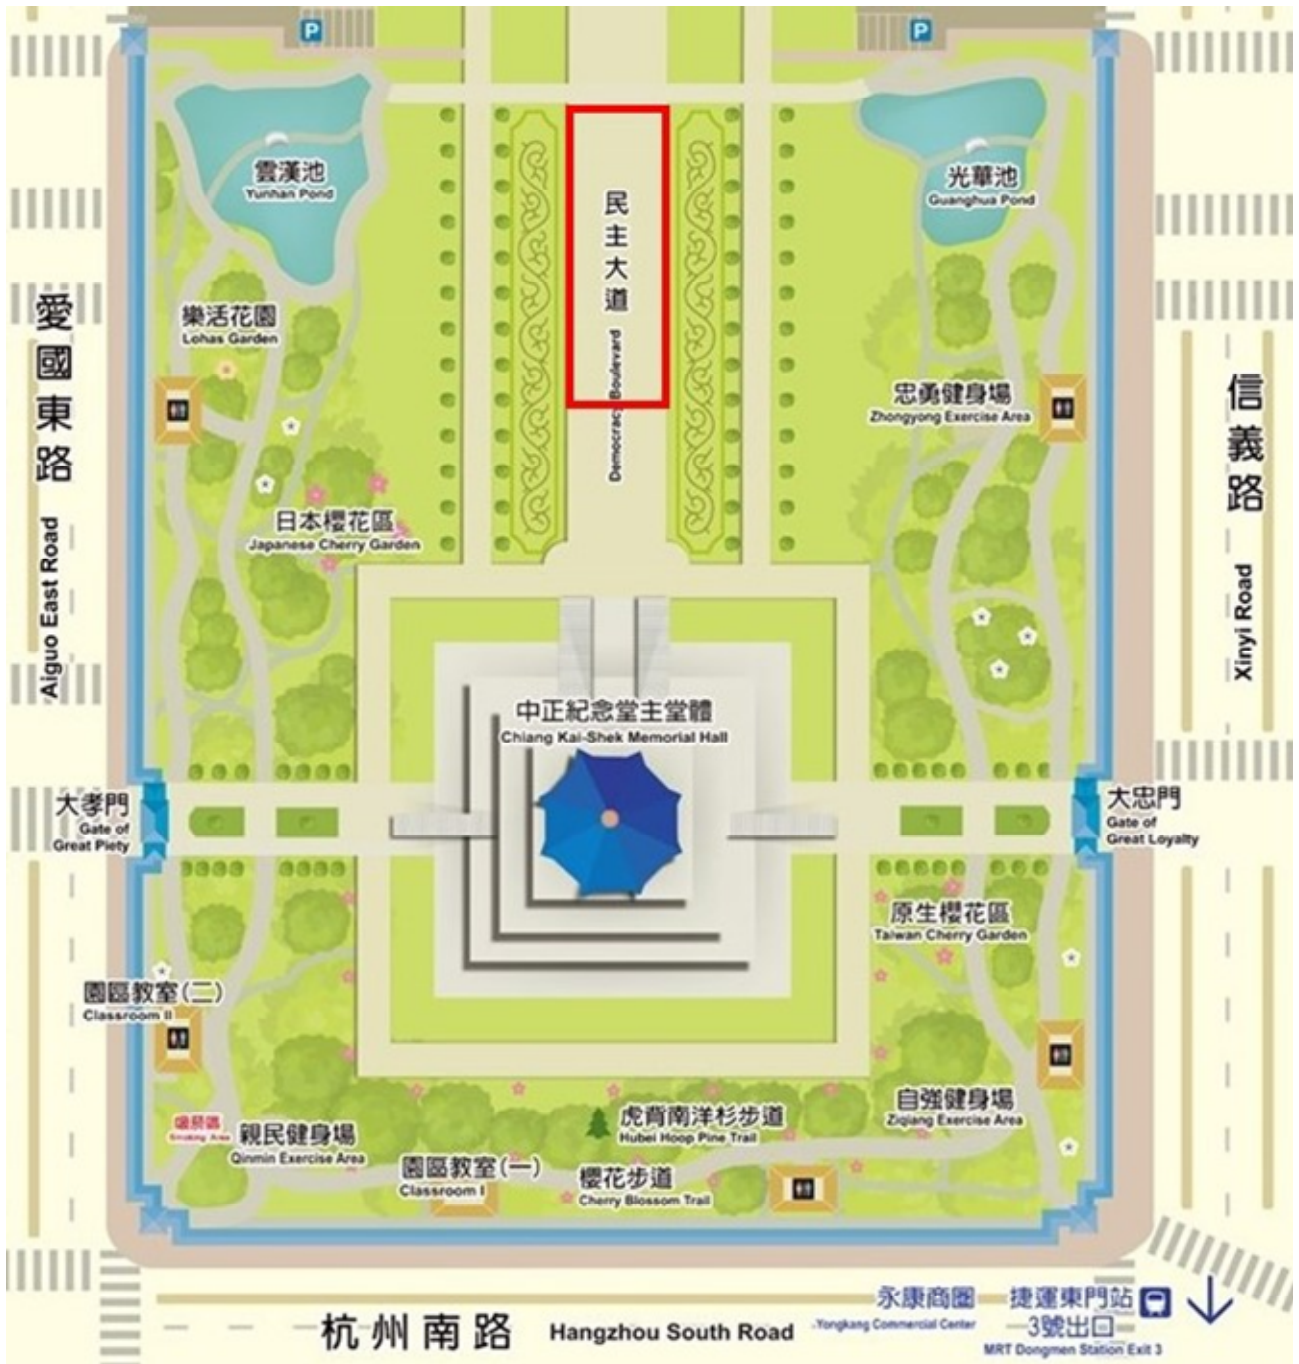 P
P
雲漢池
Yunhan Pond
光華池
Guanghua Pond
民主大道
Democracy Boulevard
愛國東路
Aiguo East Road
信義路
Xinyi Road
樂活花園
Lohas Garden
忠勇健身場
Zhongyong Exercise Area
日本櫻花區
Japanese Cherry Garden
中正紀念堂主堂體
Chiang Kai-Shek Memorial Hall
大孝門
Gate of
Great Piety
大忠門
Gate of
Great Loyalty
原生櫻花區
Taiwan Cherry Garden
園區教室(二)
Classroom II
吸菸區
Smoking Area
親民健身場
Qinmin Exercise Area
虎背南洋杉步道
Hubei Hoop Pine Trail
自強健身場
Ziqiang Exercise Area
園區教室(一)
Classroom I
櫻花步道
Cherry Blossom Trail
杭州南路 Hangzhou South Road
永康商圈
Yongkang Commercial Center
捷運東門站
3號出口
MRT Dongmen Station Exit 3